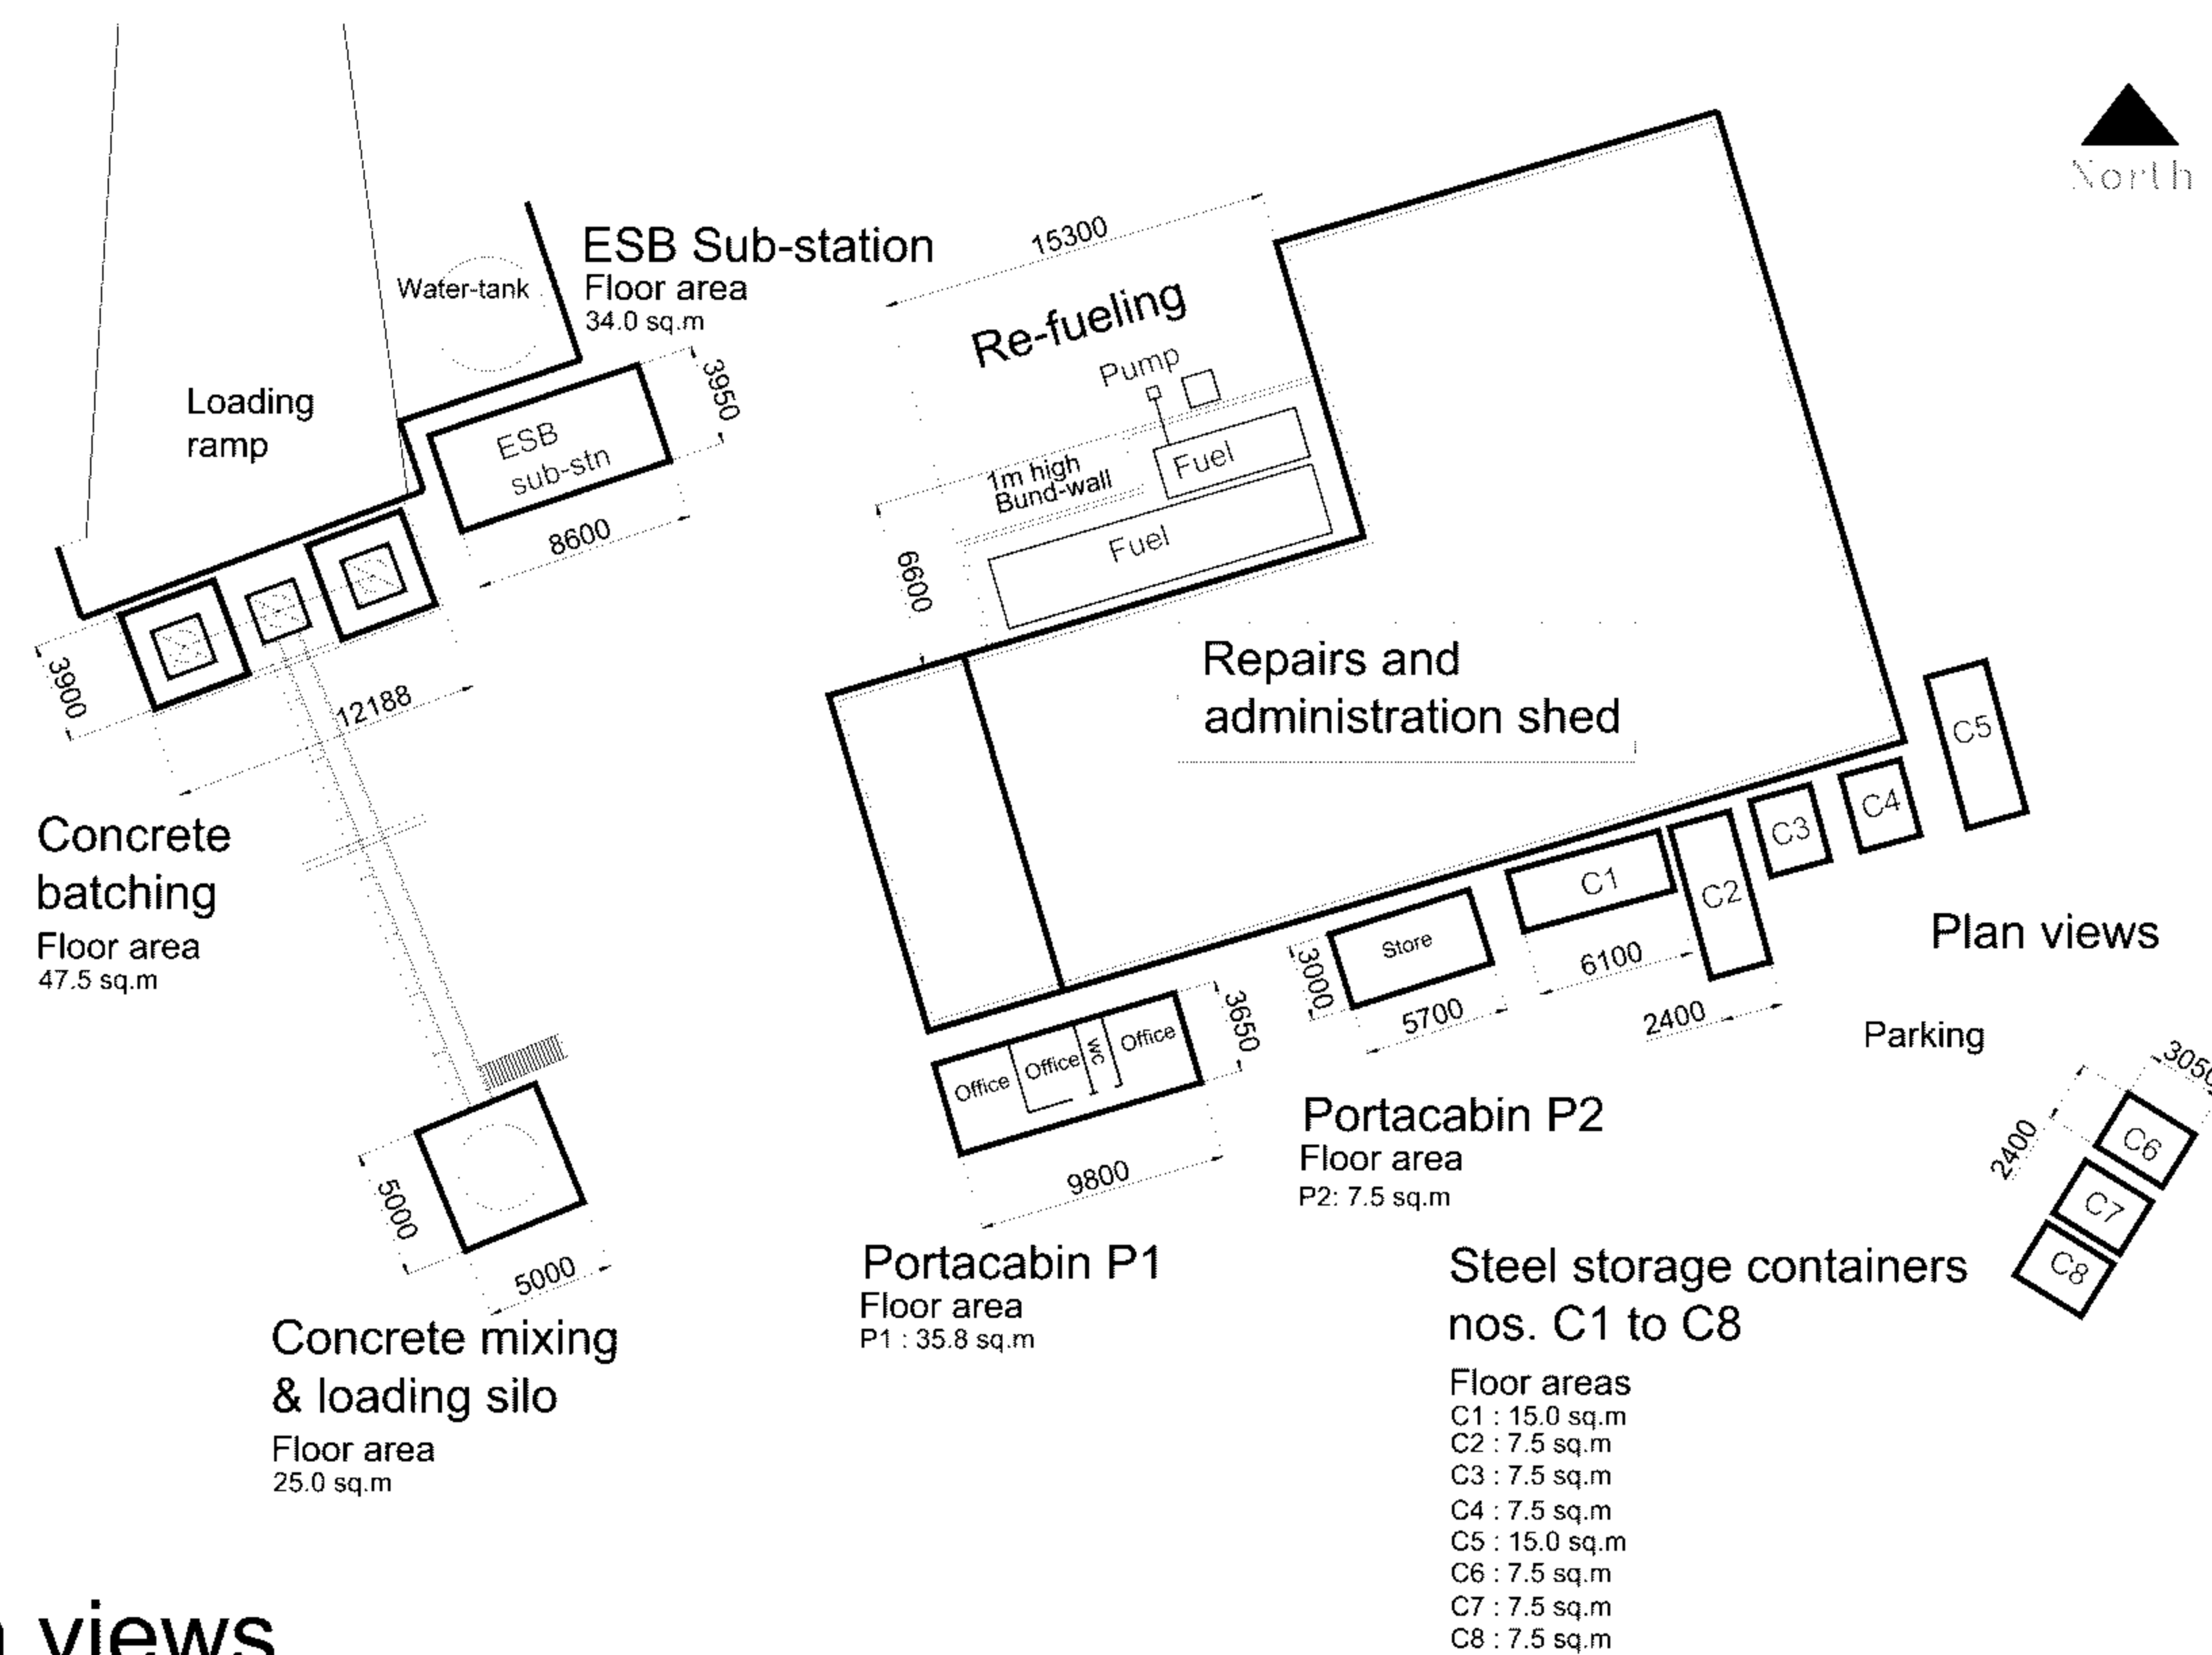 North
ESB Sub-station
Floor area
34.0 sq.m
Water-tank
Loading
ramp
ESB
sub-stn
3950
8600
3900
12188
Concrete
batching
Floor area
47.5 sq.m
5000
5000
Concrete mixing
& loading silo
Floor area
25.0 sq.m
15300
Re-fueling
Pump
1m high
Bund-wall
Fuel
Fuel
6600
Repairs and
administration shed
C5
C4
C3
C2
C1
Store
3000
5700
6100
2400
Plan views
Parking
Office
Office
WC
Office
3650
9800
Portacabin P1
Floor area
P1 : 35.8 sq.m
Portacabin P2
Floor area
P2: 7.5 sq.m
3050
2400
C6
C7
C8
Steel storage containers
nos. C1 to C8
Floor areas
C1 : 15.0 sq.m
C2 : 7.5 sq.m
C3 : 7.5 sq.m
C4 : 7.5 sq.m
C5 : 15.0 sq.m
C6 : 7.5 sq.m
C7 : 7.5 sq.m
C8 : 7.5 sq.m
views